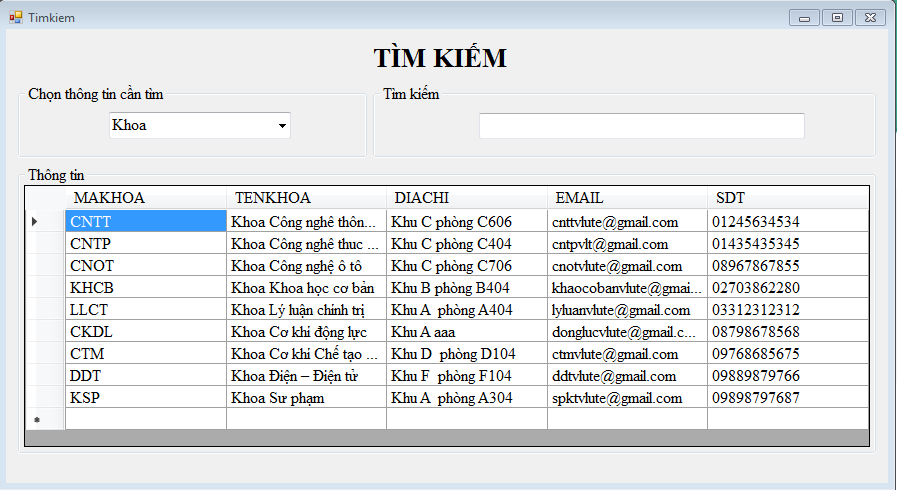 Timkiem
TÌM KIẾM
Chọn thông tin cần tìm
Tìm kiếm
Khoa
Thông tin
MAKHOA TENKHOA DIACHI EMAIL SDT
CNTT Khoa Công nghê thôn... Khu C phòng C606 cnttvlute@gmail.com 01245634534
CNTP Khoa Công nghê thuc ... Khu C phòng C404 cntpvlt@gmail.com 01435435345
CNOT Khoa Công nghệ ô tô Khu C phòng C706 cnotvlute@gmail.com 08967867855
KHCB Khoa Khoa học cơ bản Khu B phòng B404 khaocobanvlute@gmai... 02703862280
LLCT Khoa Lý luận chinh trị Khu A phòng A404 lyluanvlute@gmail.com 03312312312
CKDL Khoa Cơ khi động lực Khu A aaa donglucvlute@gmail.c... 08798678568
CTM Khoa Cơ khi Chế tạo ... Khu D phòng D104 ctmvlute@gmail.com 09768685675
DDT Khoa Điện – Điện tử Khu F phòng F104 ddtvlute@gmail.com 09889879766
KSP Khoa Sư phạm Khu A phòng A304 spktvlute@gmail.com 09898797687